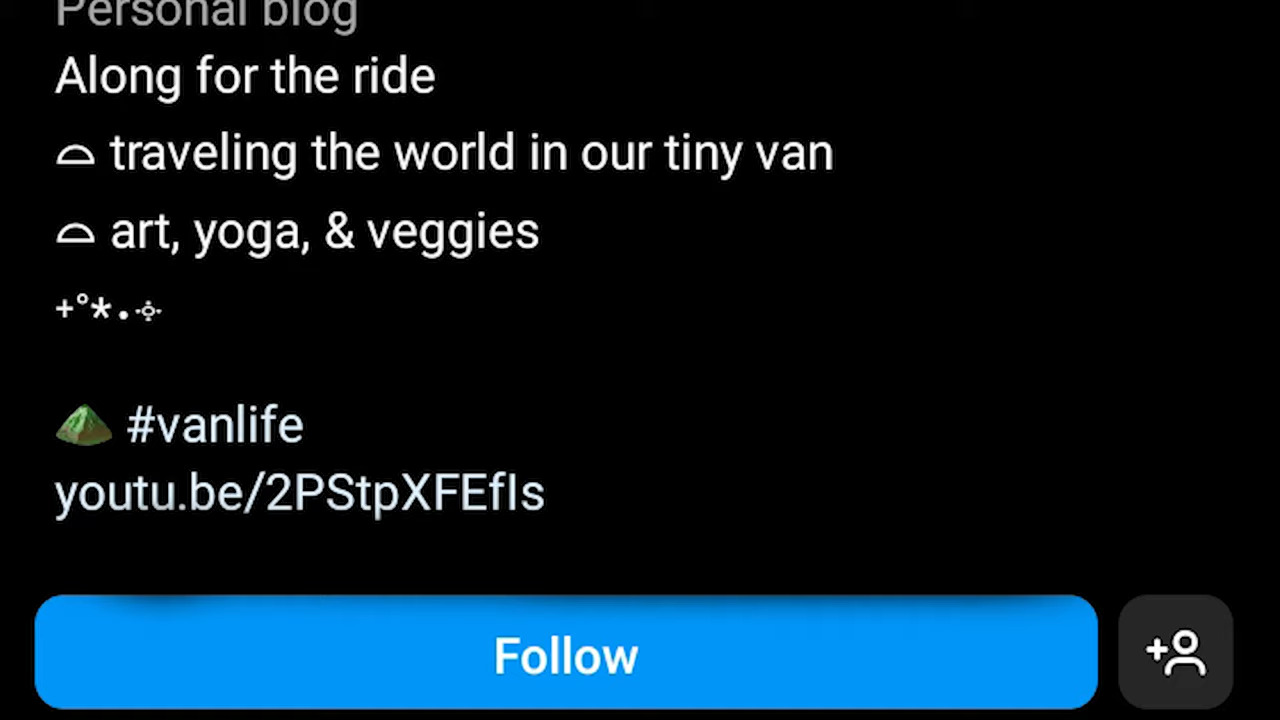 Personal blog
Along for the ride
⌓ traveling the world in our tiny van
⌓ art, yoga, & veggies
+°*•༓
⛰️ #vanlife
youtu.be/2PStpXFEfIs
Follow